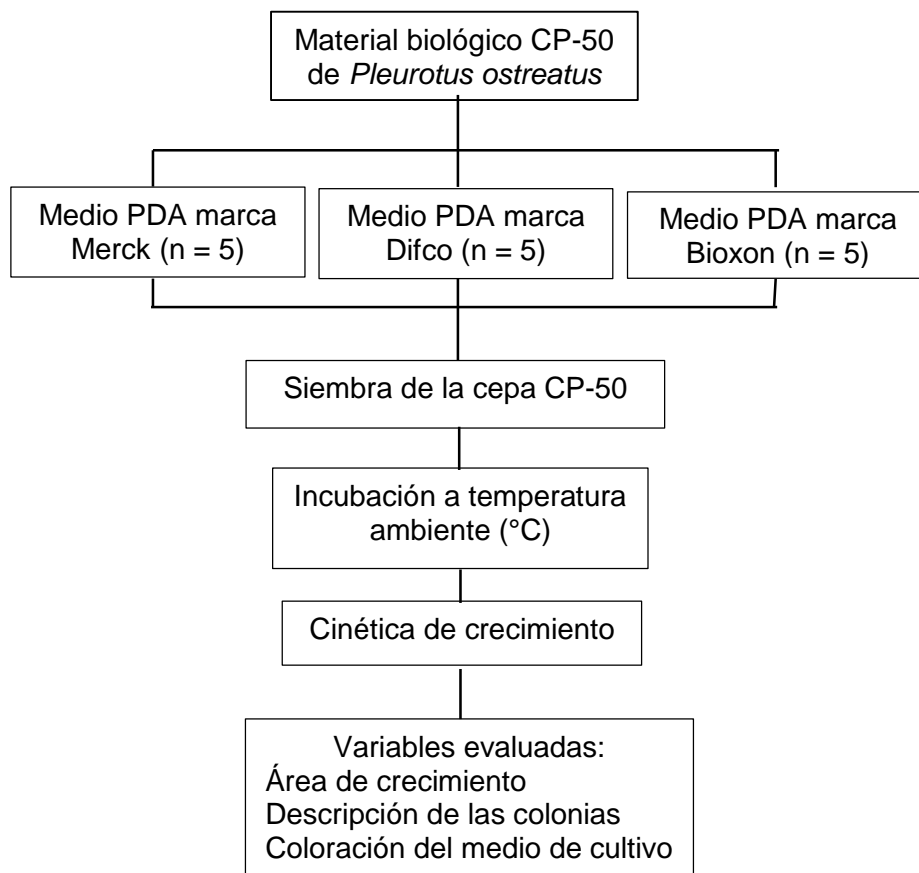 Material biológico CP-50
de Pleurotus ostreatus
Medio PDA marca
Merck (n = 5)
Medio PDA marca
Difco (n = 5)
Medio PDA marca
Bioxon (n = 5)
Siembra de la cepa CP-50
Incubación a temperatura
ambiente (°C)
Cinética de crecimiento
Variables evaluadas:
Área de crecimiento
Descripción de las colonias
Coloración del medio de cultivo